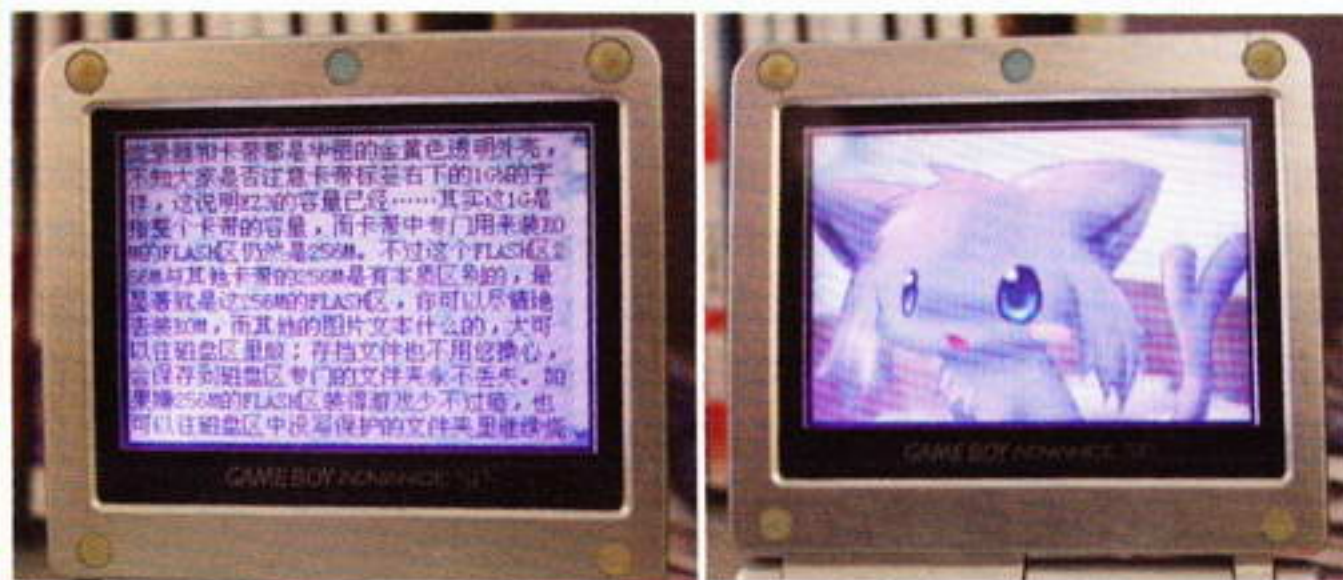 录器和卡带都是华丽的金黄色透明外壳，
不知大家是否注意卡带标签右下的1G的字
样，这说明EZ3的容量已经……其实这1G是
指整个卡带的容量，而卡带中专门用来装RO
M的FLASH区仍然是256M。不过这个FLASH区2
56M与其他卡带的256M是有本质区别的，最
显著就是这256M的FLASH区，你可以尽情地
去装ROM，而其他的图片文本什么的，大可
以往磁盘区里放；存档文件也不用您操心，
会保存到磁盘区专门的文件夹永不丢失。如
果嫌256M的FLASH区装得游戏少不过瘾，也
可以往磁盘区中没写保护的文件夹里继续
GAME BOY ADVANCE SP
GAME BOY ADVANCE SP